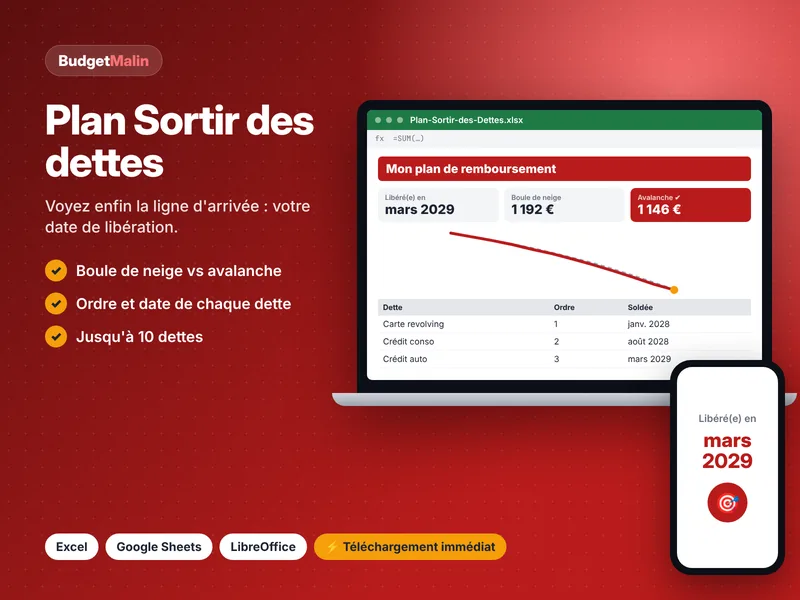 BudgetMalin
Plan Sortir des
dettes
Voyez enfin la ligne d'arrivée : votre
date de libération.
Boule de neige vs avalanche
Ordre et date de chaque dette
Jusqu'à 10 dettes
Plan-Sortir-des-Dettes.xlsx
fx =SUM(…)
Mon plan de remboursement
Libéré(e) en
mars 2029
Boule de neige
1 192 €
Avalanche ✔
1 146 €
Dette Ordre Soldée
Carte revolving 1 janv. 2028
Crédit conso 2 août 2028
Crédit auto 3 mars 2029
Libéré(e) en
mars
2029
Excel
Google Sheets
LibreOffice
⚡ Téléchargement immédiat